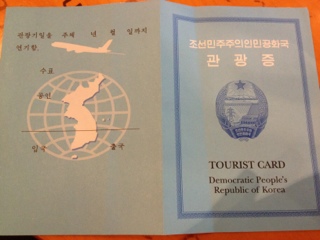 관광기일을 주체 년 월 일까지
연기함.
수표
공인
입국 출국
조선민주주의인민공화국
관광증
TOURIST CARD
Democratic People's
Republic of Korea